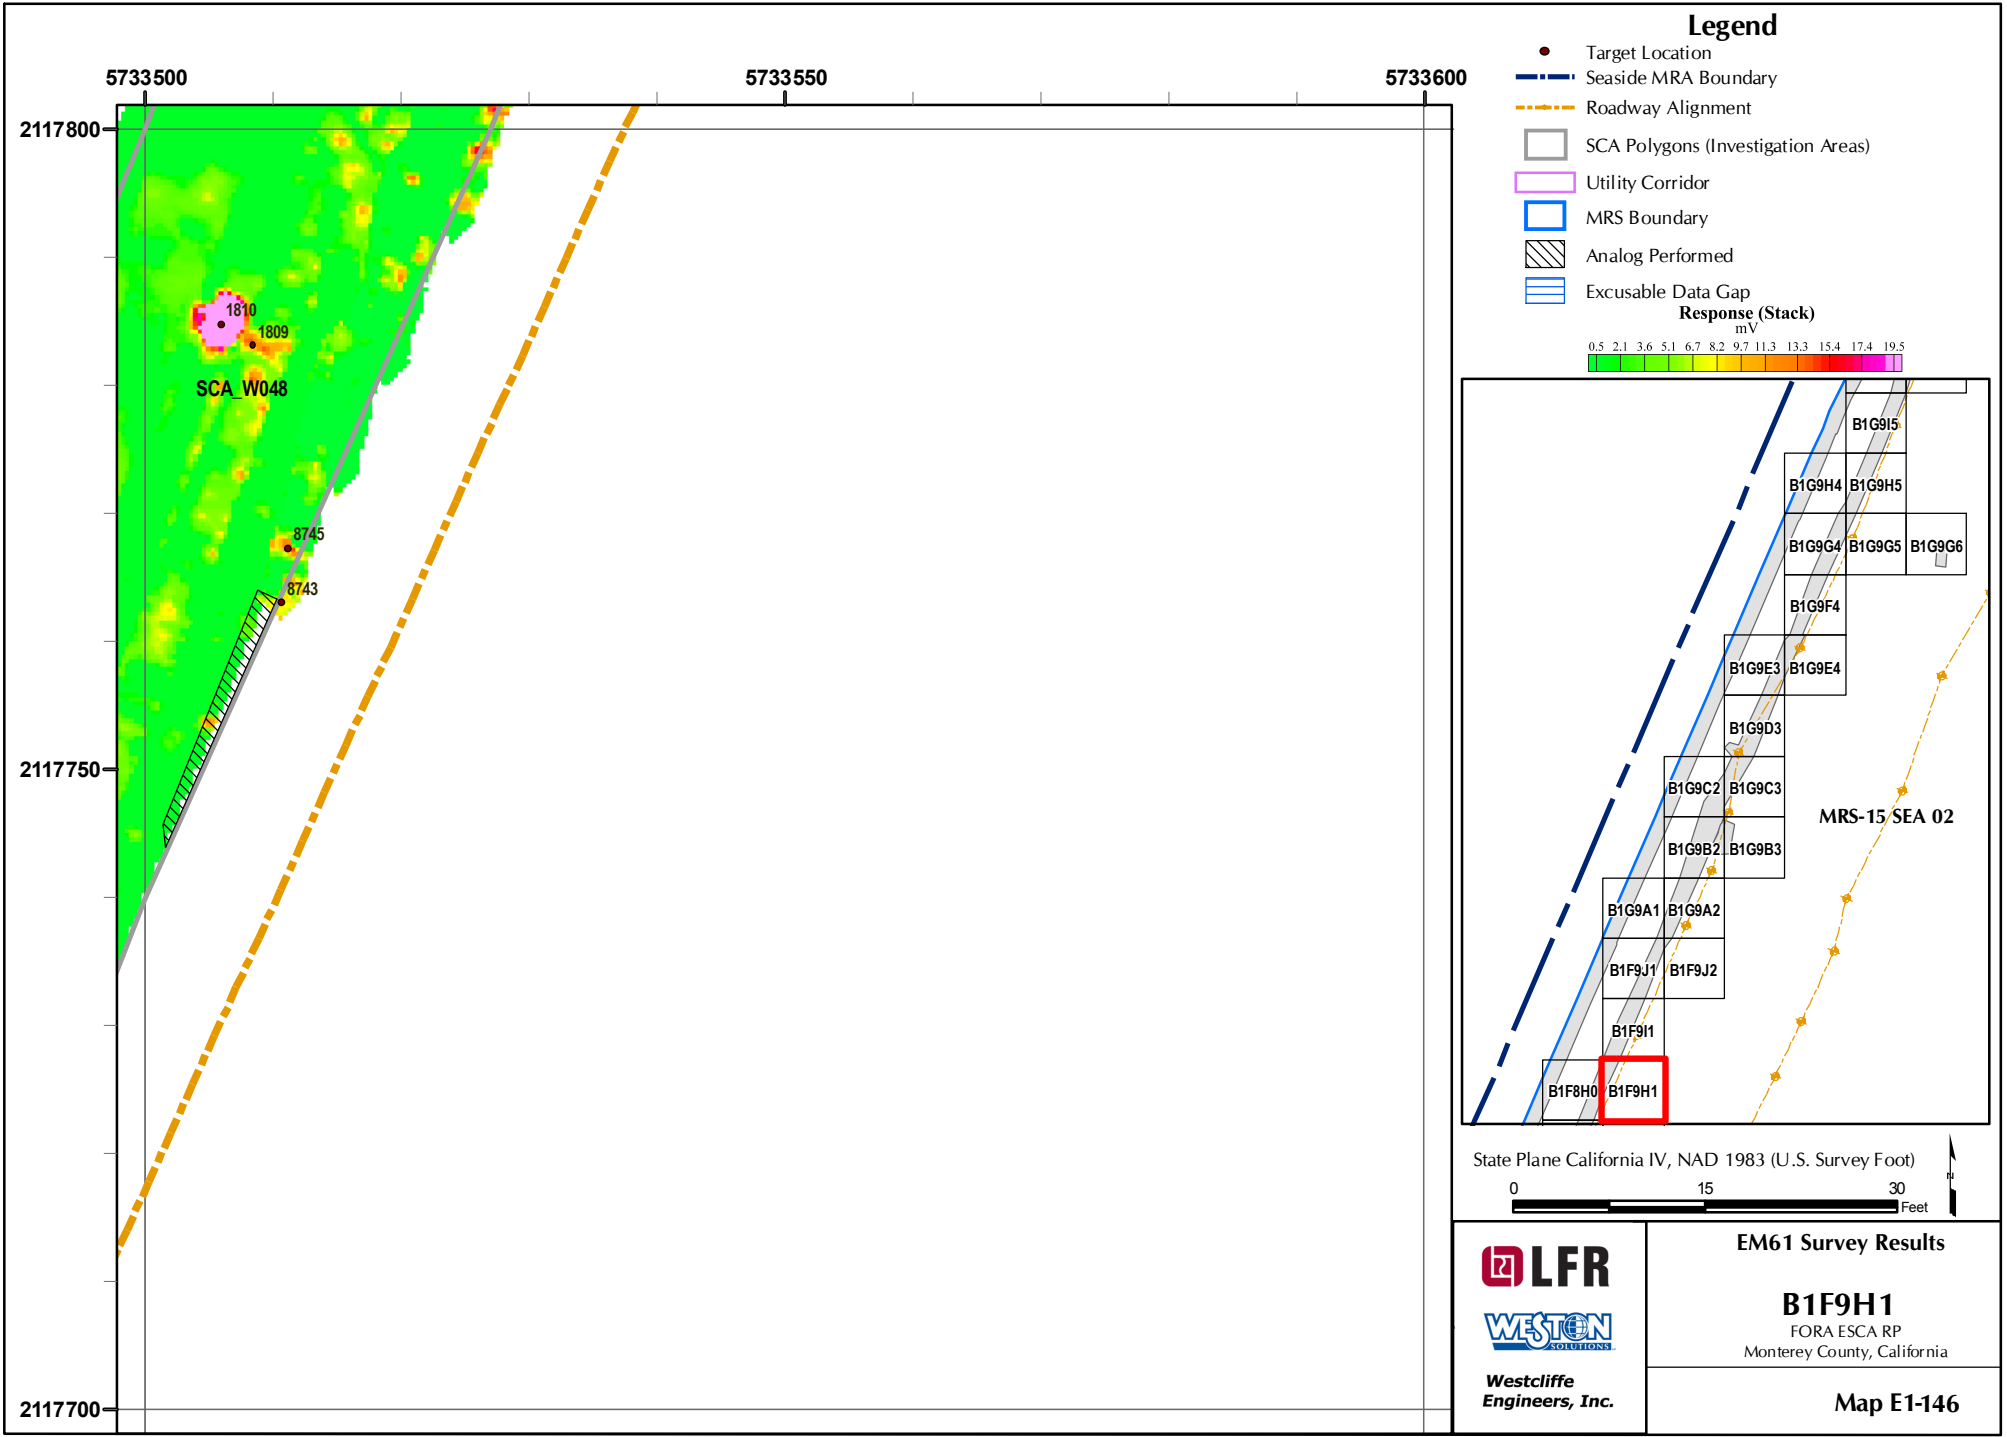 5733500
5733550
5733600
2117800
2117750
2117700
1810
1809
SCA_W048
8745
8743
Legend
Target Location
Seaside MRA Boundary
Roadway Alignment
SCA Polygons (Investigation Areas)
Utility Corridor
MRS Boundary
Analog Performed
Excusable Data Gap
Response (Stack)
mV
0.5 2.1 3.6 5.1 6.7 8.2 9.7 11.3 13.3 15.4 17.4 19.5
B1G9I5
B1G9H4 B1G9H5
B1G9G4 B1G9G5 B1G9G6
B1G9F4
B1G9E3 B1G9E4
B1G9D3
B1G9C2 B1G9C3
MRS-15 SEA 02
B1G9B2 B1G9B3
B1G9A1 B1G9A2
B1F9J1 B1F9J2
B1F9I1
B1F8H0 B1F9H1
State Plane California IV, NAD 1983 (U.S. Survey Foot)
N
0 15 30
Feet
LFR
WESTON
SOLUTIONS
Westcliffe
Engineers, Inc.
EM61 Survey Results
B1F9H1
FORA ESCA RP
Monterey County, California
Map E1-146